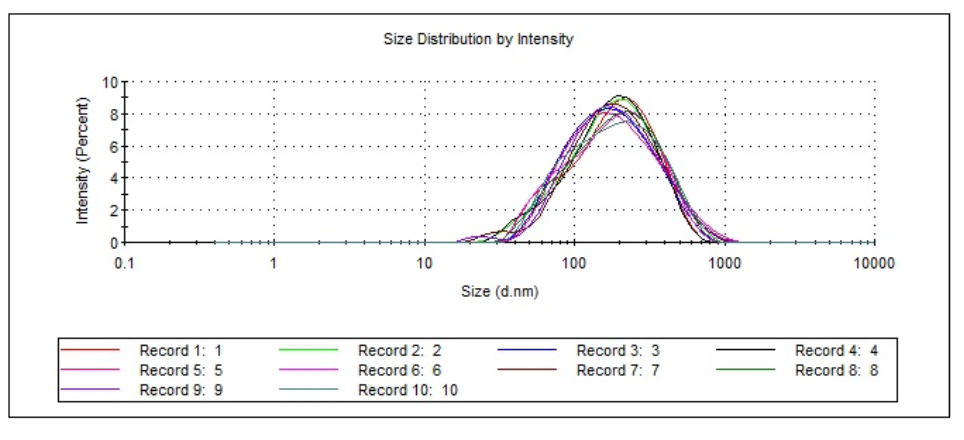 Size Distribution by Intensity
Intensity (Percent)
10
8
6
4
2
0
0.1 1 10 100 1000 10000
Size (d.nm)
Record 1: 1 Record 2: 2 Record 3: 3 Record 4: 4
Record 5: 5 Record 6: 6 Record 7: 7 Record 8: 8
Record 9: 9 Record 10: 10